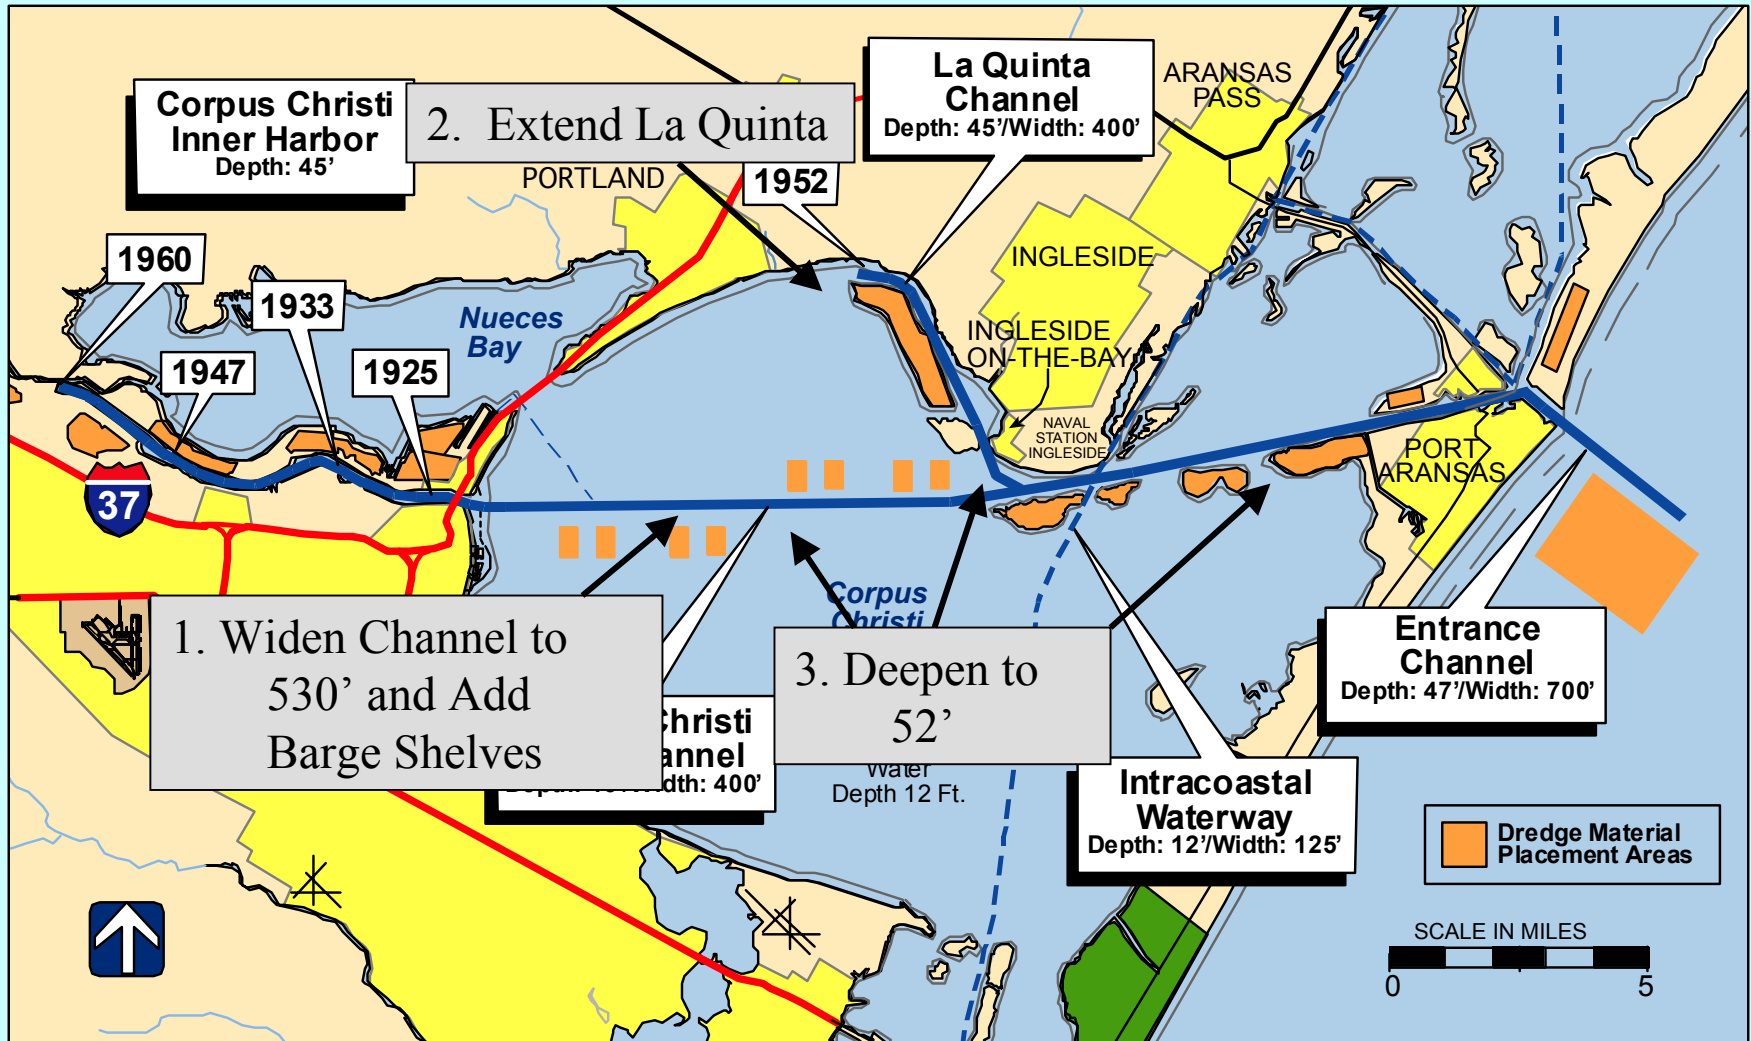 Corpus Christi
Inner Harbor
Depth: 45’
2. Extend La Quinta
La Quinta
Channel
Depth: 45’/Width: 400’
ARANSAS
PASS
PORTLAND
1952
1960
1933
1947
1925
Nueces
Bay
INGLESIDE
INGLESIDE
ON-THE-BAY
NAVAL
STATION
INGLESIDE
PORT
ARANSAS
37
1. Widen Channel to
530’ and Add
Barge Shelves
Corpus
Christi
3. Deepen to
52’
Christi
annel
Width: 400’
Water
Depth 12 Ft.
Entrance
Channel
Depth: 47’/Width: 700’
Intracoastal
Waterway
Depth: 12’/Width: 125’
Dredge Material
Placement Areas
SCALE IN MILES
0 5